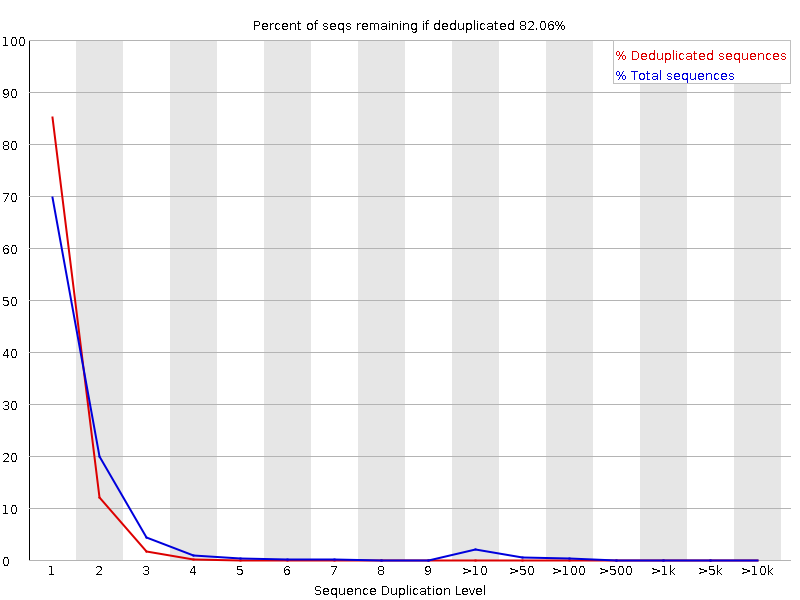 Percent of seqs remaining if deduplicated 82.06%
% Deduplicated sequences
% Total sequences
100
90
80
70
60
50
40
30
20
10
0
1 2 3 4 5 6 7 8 9 >10 >50 >100 >500 >1k >5k >10k
Sequence Duplication Level